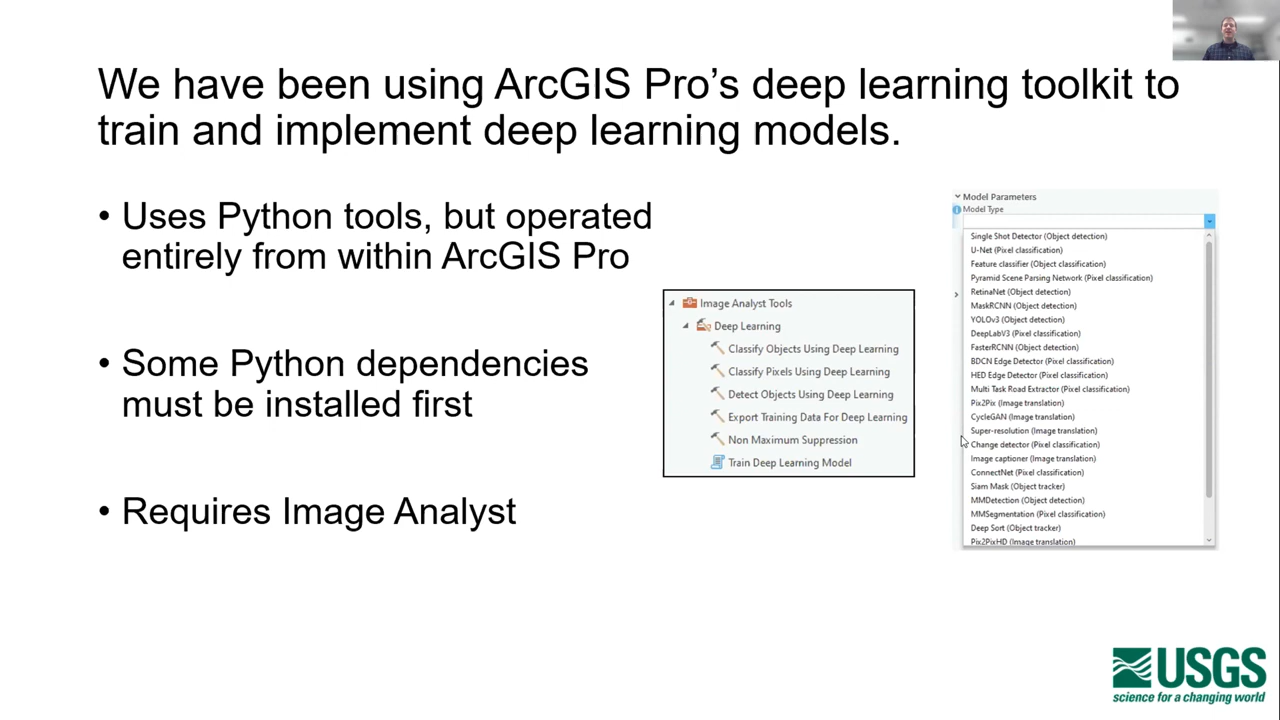 We have been using ArcGIS Pro's deep learning toolkit to
train and implement deep learning models.
• Uses Python tools, but operated
entirely from within ArcGIS Pro
• Some Python dependencies
must be installed first
• Requires Image Analyst
Image Analyst Tools
Deep Learning
Classify Objects Using Deep Learning
Classify Pixels Using Deep Learning
Detect Objects Using Deep Learning
Export Training Data For Deep Learning
Non Maximum Suppression
Train Deep Learning Model
Model Parameters
Model Type
Single Shot Detector (Object detection)
U-Net (Pixel classification)
Feature classifier (Object classification)
Pyramid Scene Parsing Network (Pixel classification)
RetinaNet (Object detection)
MaskRCNN (Object detection)
YOLOv3 (Object detection)
DeepLabV3 (Pixel classification)
FasterRCNN (Object detection)
BDCN Edge Detector (Pixel classification)
HED Edge Detector (Pixel classification)
Multi Task Road Extractor (Pixel classification)
Pix2Pix (Image translation)
CycleGAN (Image translation)
Super-resolution (Image translation)
Change detector (Pixel classification)
Image captioner (Image translation)
ConnectNet (Pixel classification)
Siam Mask (Object tracker)
MMDetection (Object detection)
MMSegmentation (Pixel classification)
Deep Sort (Object tracker)
Pix2PixHD (Image translation)
USGS
science for a changing world